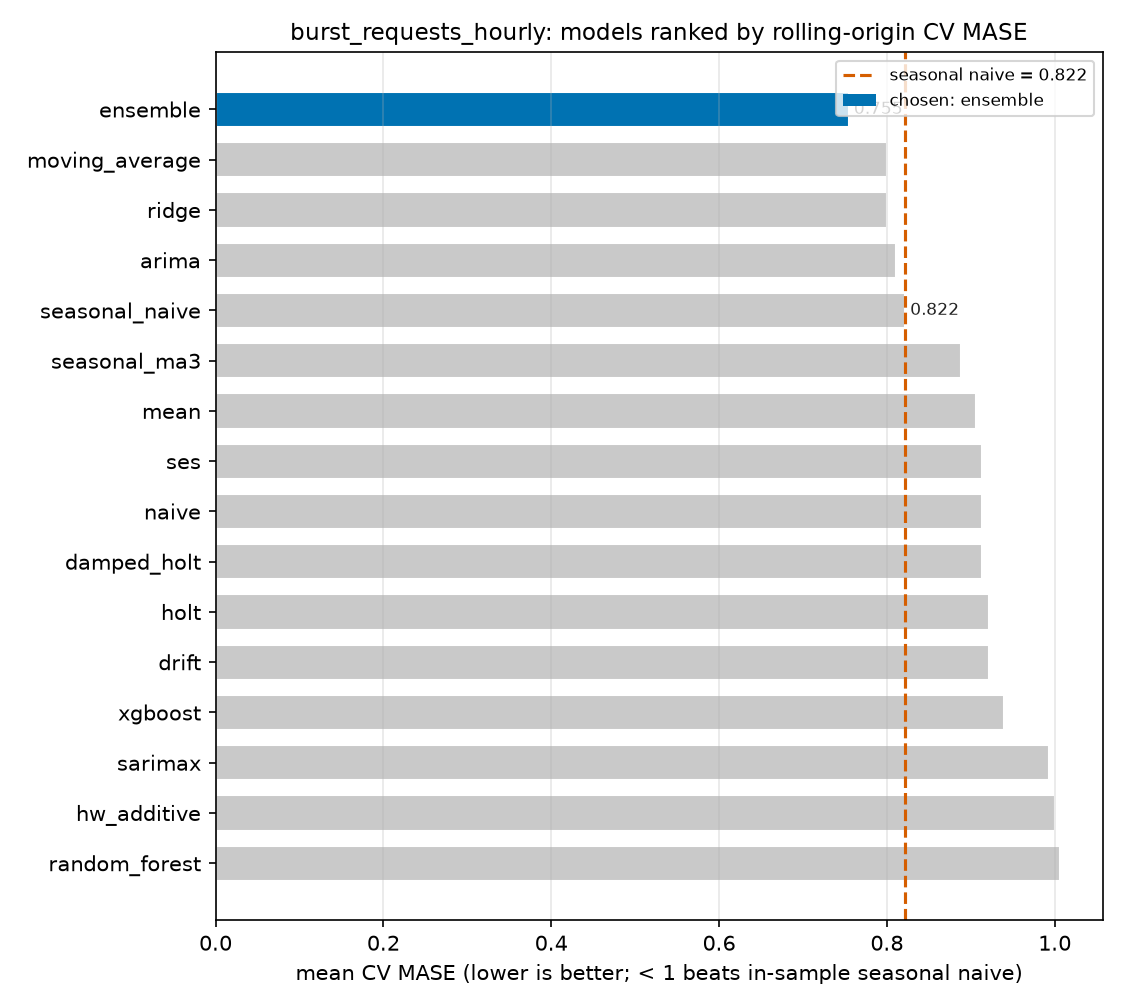 burst_requests_hourly: models ranked by rolling-origin CV MASE
seasonal naive = 0.822
chosen: ensemble
ensemble
0.753
moving_average
ridge
arima
seasonal_naive
0.822
seasonal_ma3
mean
ses
naive
damped_holt
holt
drift
xgboost
sarimax
hw_additive
random_forest
0.0 0.2 0.4 0.6 0.8 1.0
mean CV MASE (lower is better; < 1 beats in-sample seasonal naive)